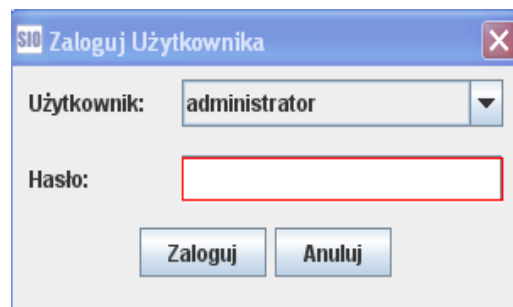 SIO Zaloguj Użytkownika
Użytkownik: administrator
Hasło:
Zaloguj Anuluj